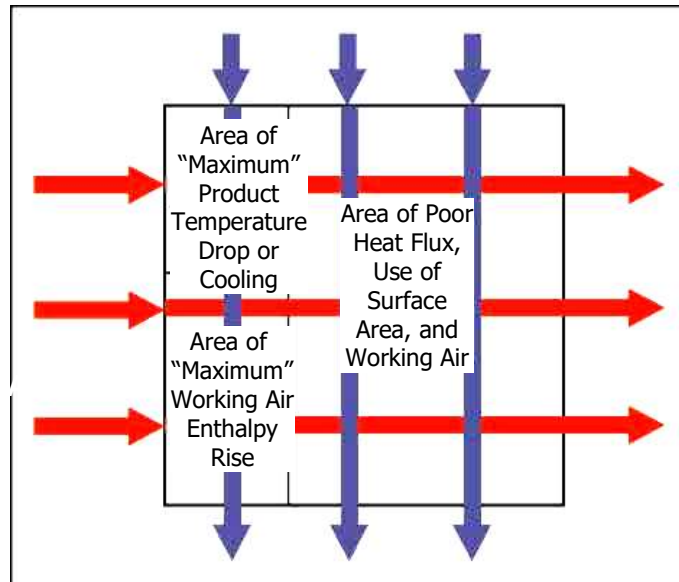 Area of
“Maximum”
Product
Temperature
Drop or
Cooling
Area of Poor
Heat Flux,
Use of
Surface
Area, and
Working Air
Area of
“Maximum”
Working Air
Enthalpy
Rise